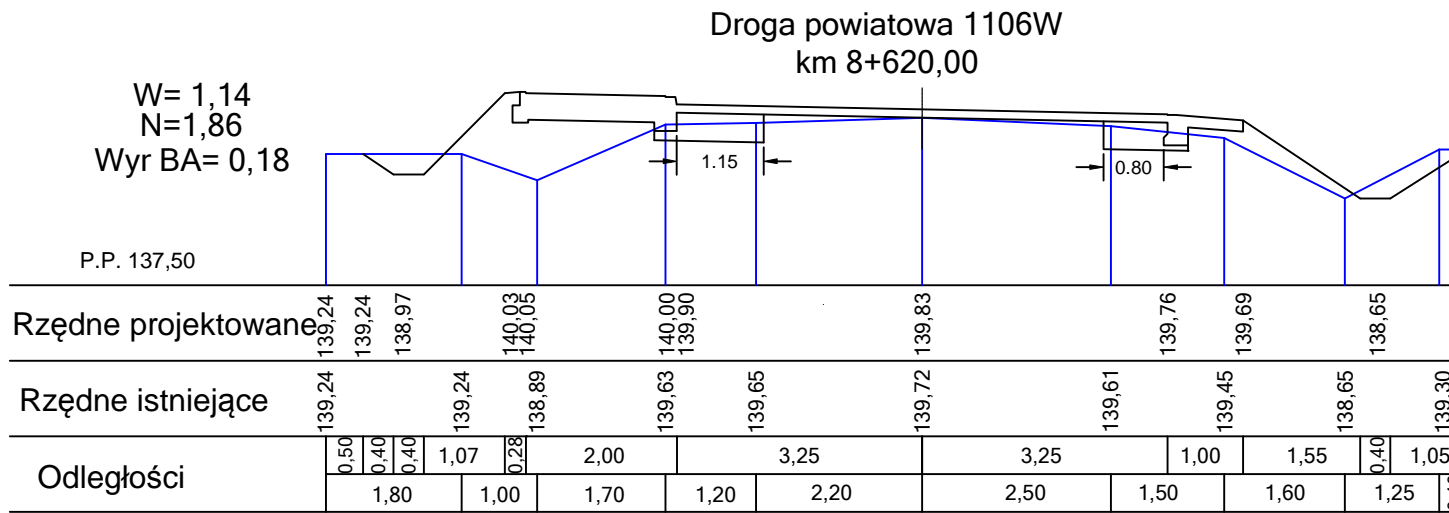 Droga powiatowa 1106W
km 8+620,00
W= 1,14
N=1,86
Wyr BA= 0,18
1.15
0.80
P.P. 137,50
Rzędne projektowane 139,24 139,24 138,97 140,03 140,05 140,00 139,90 139,83 139,76 139,69 138,65
Rzędne istniejące 139,24 139,24 138,89 139,63 139,65 139,72 139,61 139,45 138,65 139,30
Odległości
0,50 0,40 0,40 1,07 0,28 2,00 3,25 3,25 1,00 1,55 0,40 1,05
1,80 1,00 1,70 1,20 2,20 2,50 1,50 1,60 1,25